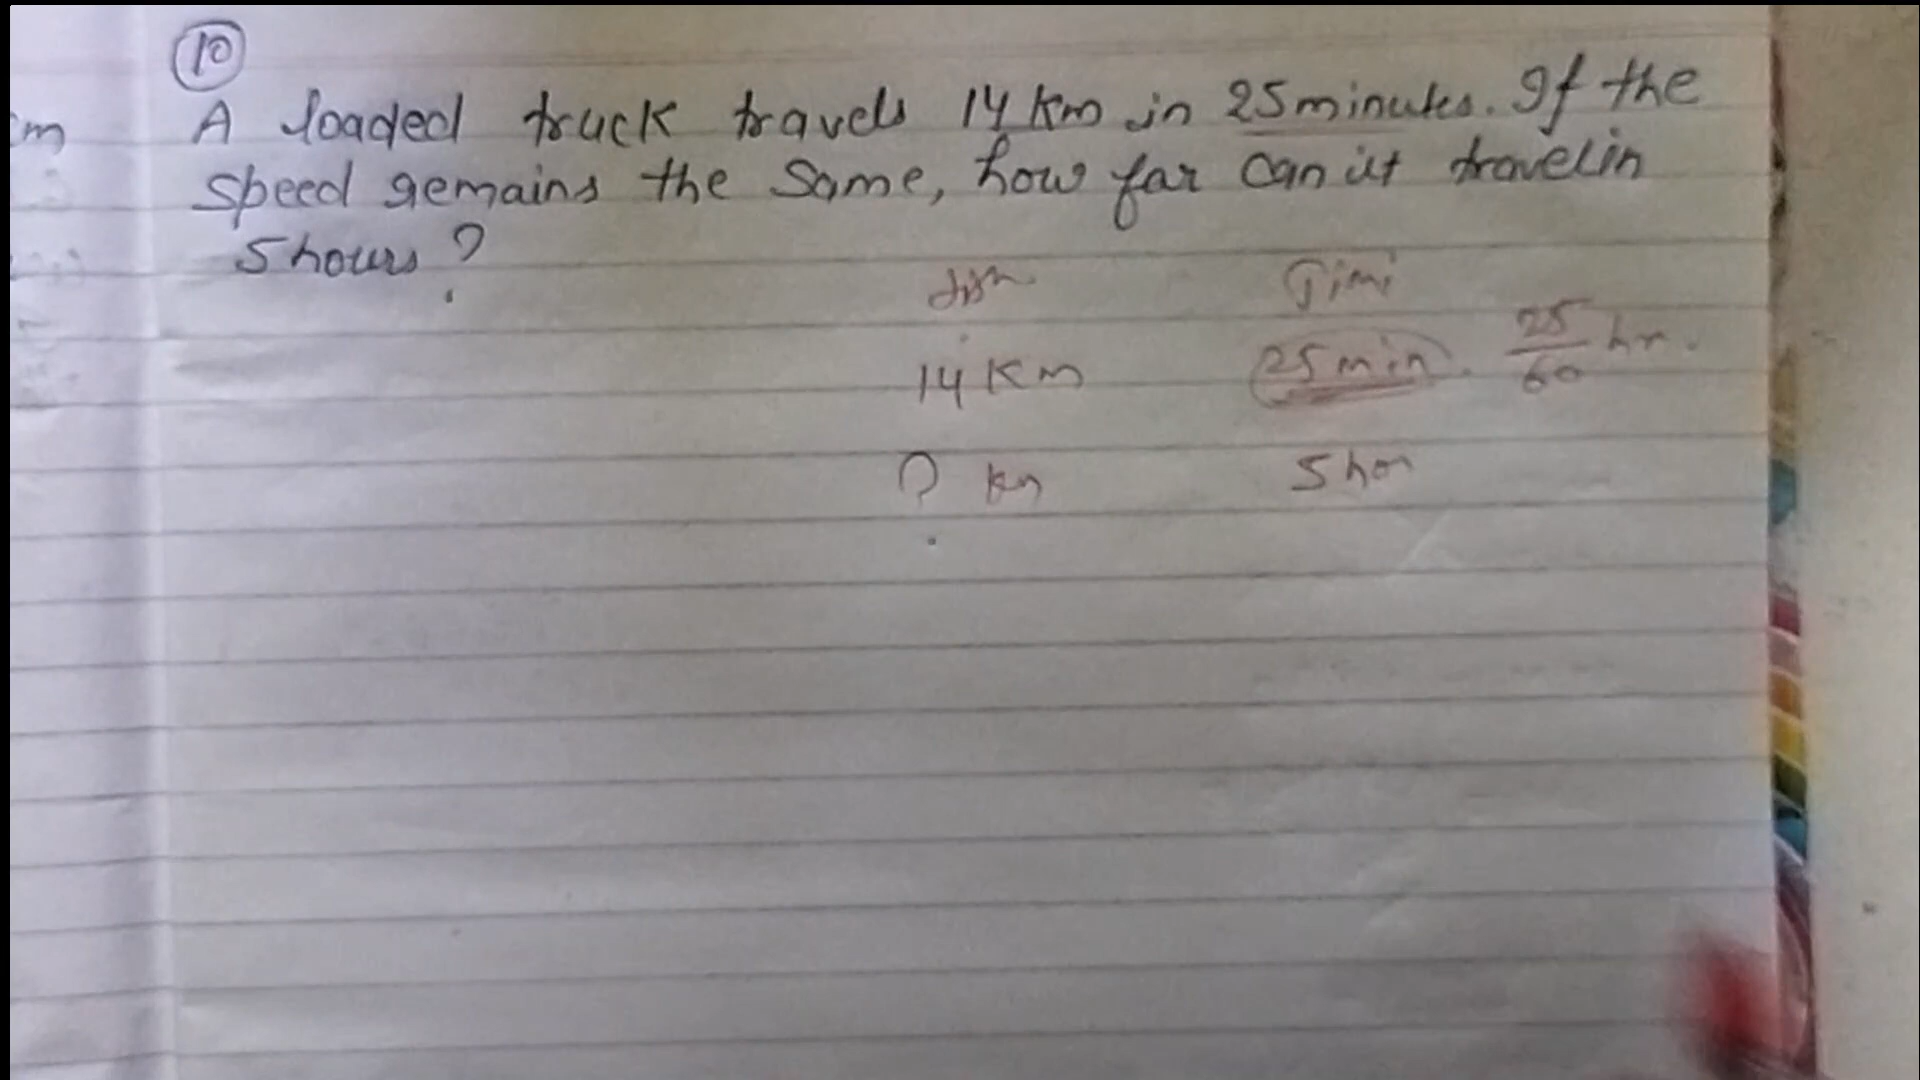 10
m
A loaded truck travels 14 km in 25 minutes. If the
speed remains the same, how far can it travel in
5 hours ?
Time
14 Km 25 min. 25/60 hr.
? km 5 hor